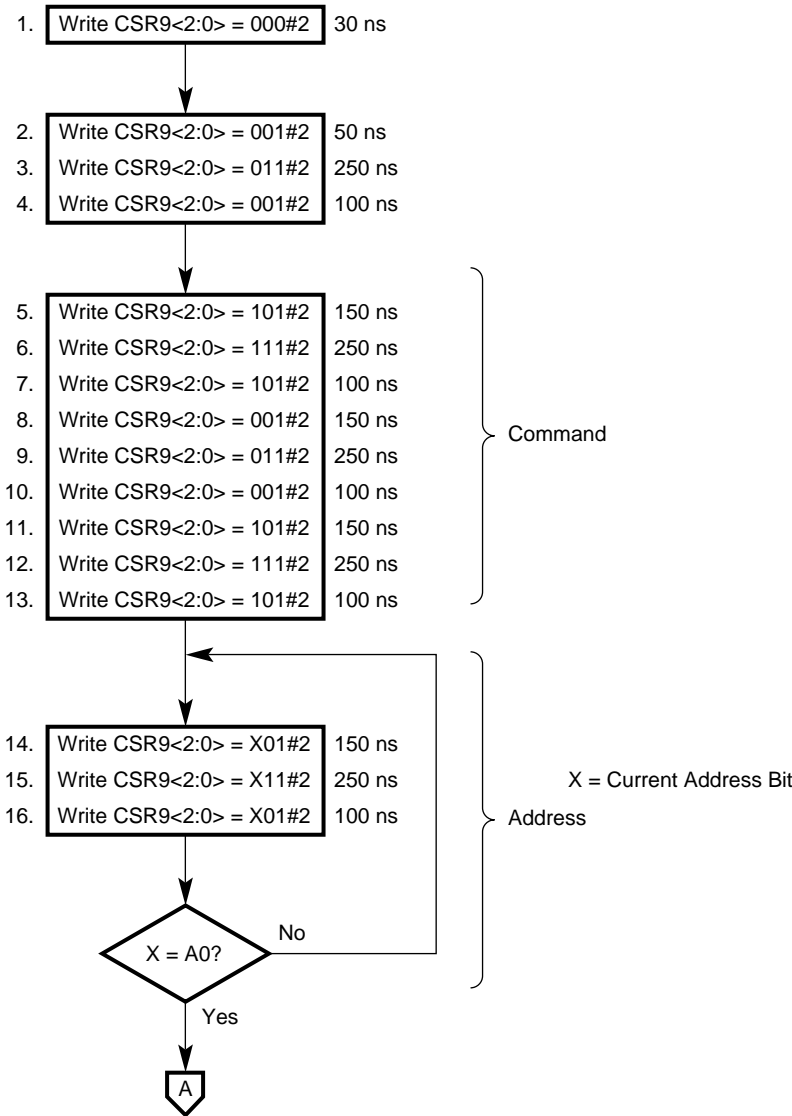 1. Write CSR9<2:0> = 000#2 30 ns
2. Write CSR9<2:0> = 001#2 50 ns
3. Write CSR9<2:0> = 011#2 250 ns
4. Write CSR9<2:0> = 001#2 100 ns
5. Write CSR9<2:0> = 101#2 150 ns
6. Write CSR9<2:0> = 111#2 250 ns
7. Write CSR9<2:0> = 101#2 100 ns
8. Write CSR9<2:0> = 001#2 150 ns
9. Write CSR9<2:0> = 011#2 250 ns
10. Write CSR9<2:0> = 001#2 100 ns
11. Write CSR9<2:0> = 101#2 150 ns
12. Write CSR9<2:0> = 111#2 250 ns
13. Write CSR9<2:0> = 101#2 100 ns
Command
14. Write CSR9<2:0> = X01#2 150 ns
15. Write CSR9<2:0> = X11#2 250 ns
16. Write CSR9<2:0> = X01#2 100 ns
X = Current Address Bit
Address
X = A0?
No
Yes
A